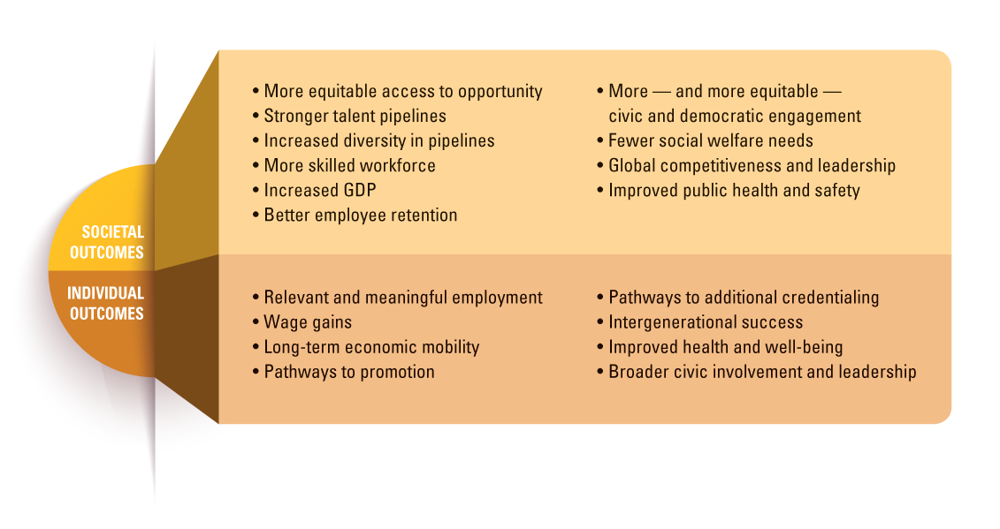 SOCIETAL
OUTCOMES
• More equitable access to opportunity
• Stronger talent pipelines
• Increased diversity in pipelines
• More skilled workforce
• Increased GDP
• Better employee retention
• More — and more equitable —
civic and democratic engagement
• Fewer social welfare needs
• Global competitiveness and leadership
• Improved public health and safety
INDIVIDUAL
OUTCOMES
• Relevant and meaningful employment
• Wage gains
• Long-term economic mobility
• Pathways to promotion
• Pathways to additional credentialing
• Intergenerational success
• Improved health and well-being
• Broader civic involvement and leadership